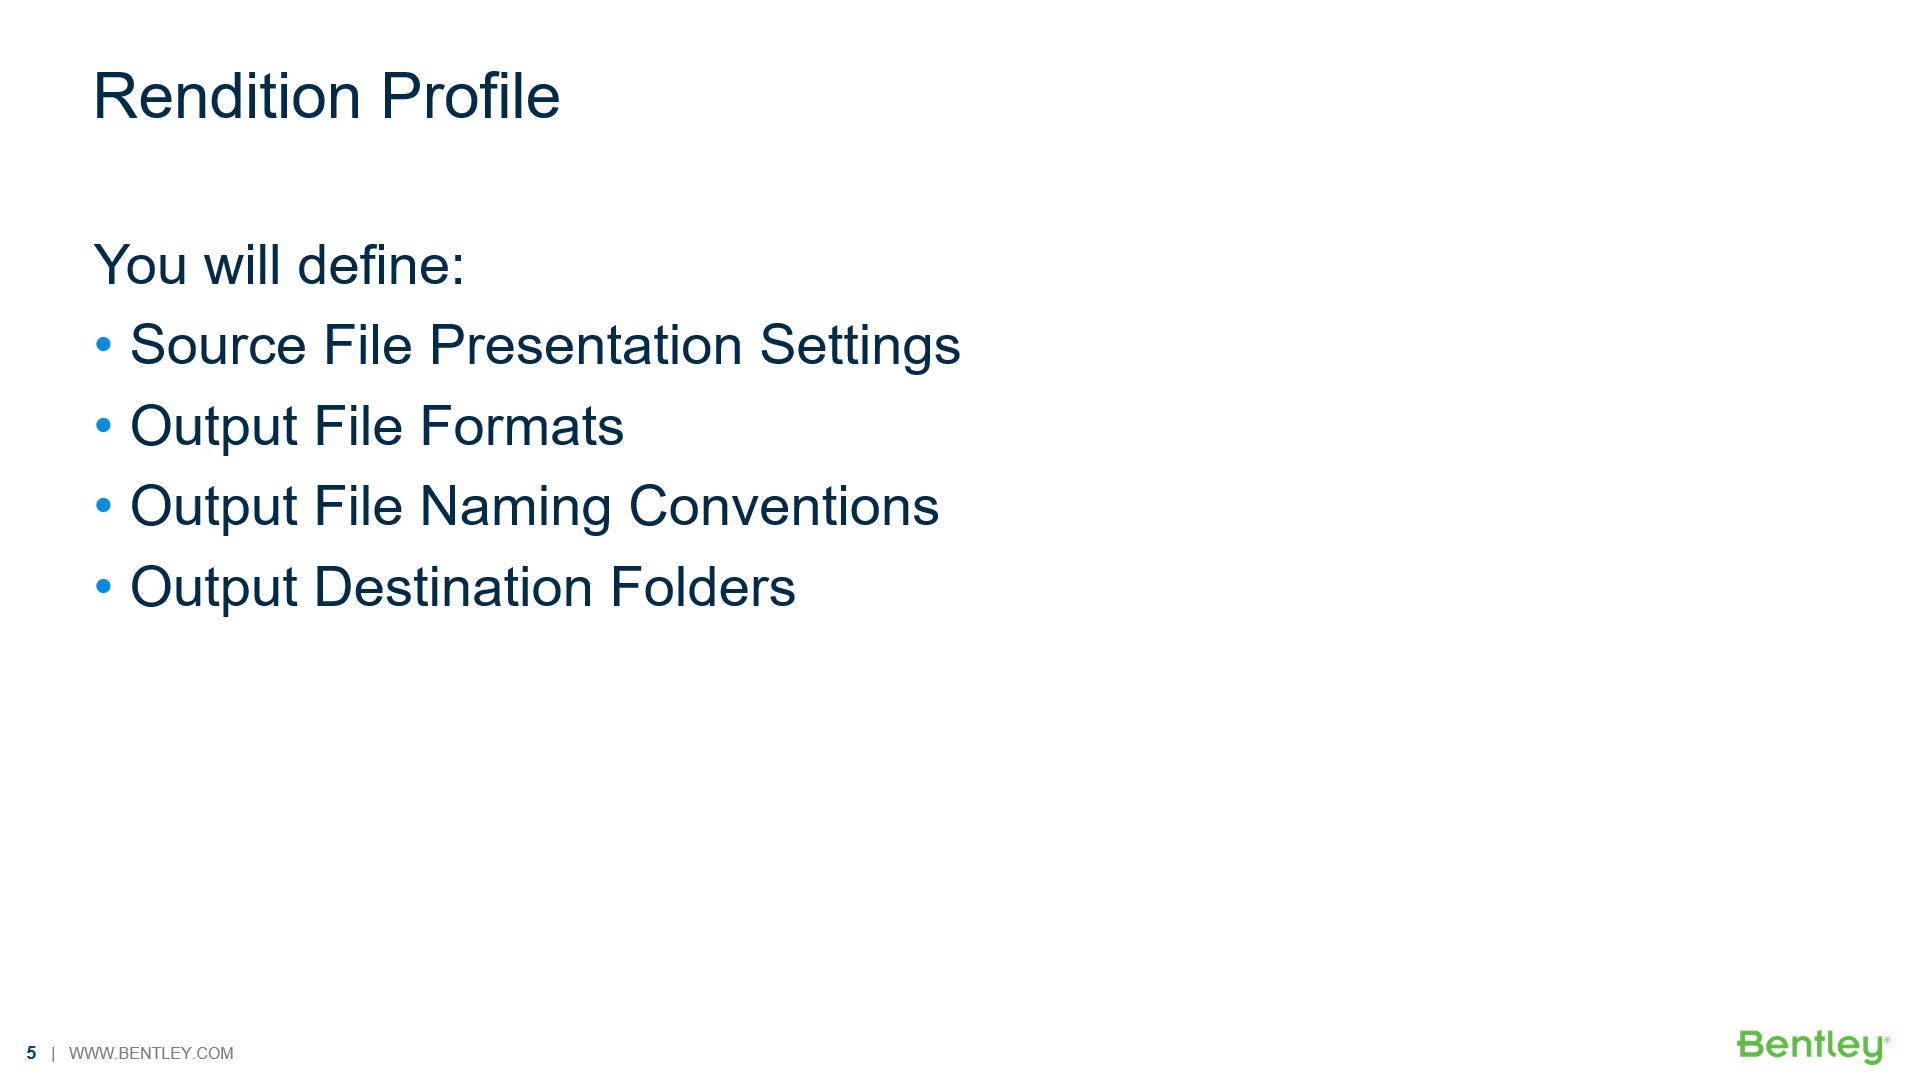 Rendition Profile
You will define:
• Source File Presentation Settings
• Output File Formats
• Output File Naming Conventions
• Output Destination Folders
5 | WWW.BENTLEY.COM
Bentley®